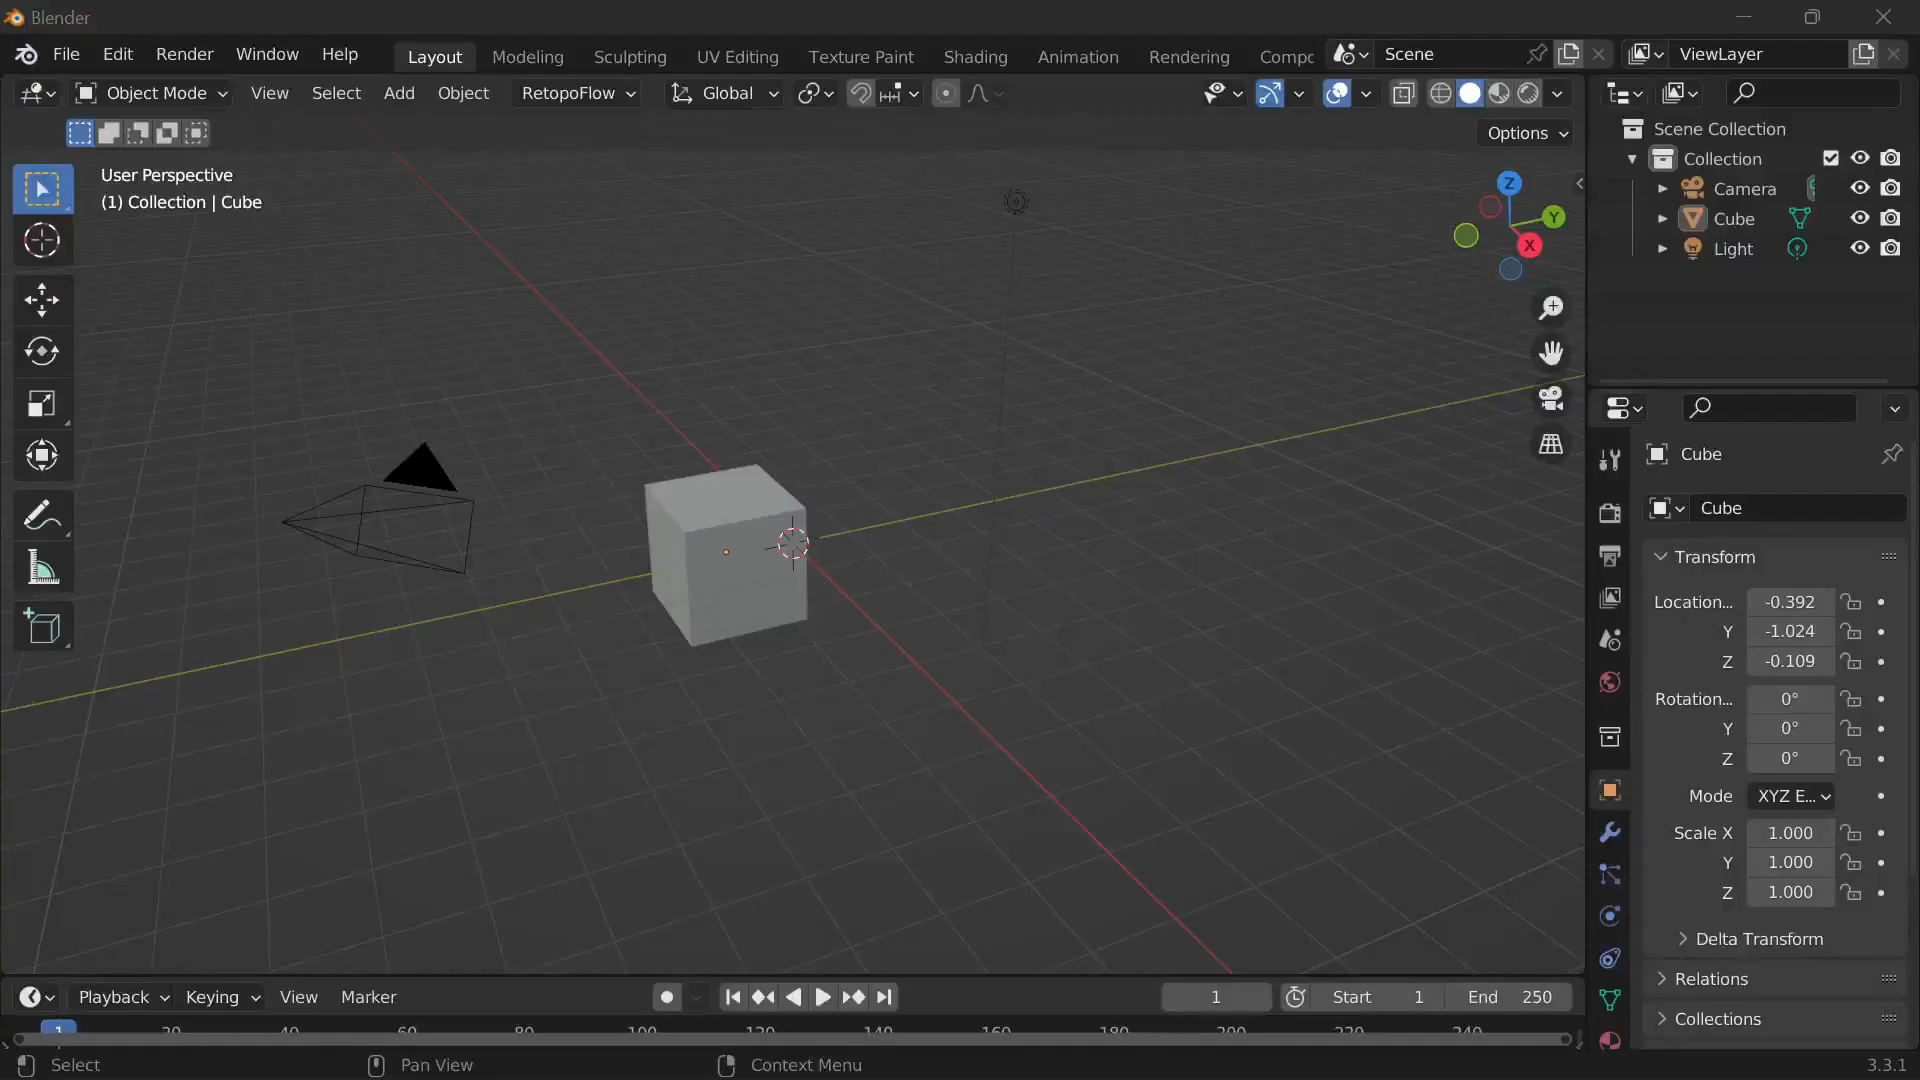 Blender
File Edit Render Window Help Layout Modeling Sculpting UV Editing Texture Paint Shading Animation Rendering Compc Scene ViewLayer
Object Mode View Select Add Object RetopoFlow Global
Options
User Perspective
(1) Collection | Cube
Z
Y
X
Scene Collection
Collection
Camera
Cube
Light
Cube
Cube
Transform
Location... -0.392
Y -1.024
Z -0.109
Rotation... 0°
Y 0°
Z 0°
Mode XYZ E...
Scale X 1.000
Y 1.000
Z 1.000
Delta Transform
Relations
Collections
Playback Keying View Marker 1 Start 1 End 250
1 20 40 60 80 100 120 140 160 180 200 220 240
Select Pan View Context Menu 3.3.1